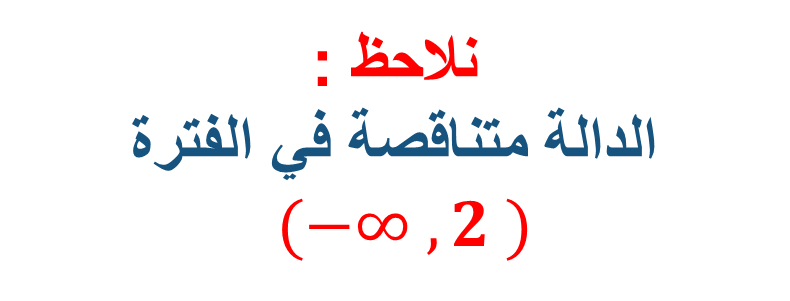 نلاحظ :
الدالة متناقصة في الفترة
(−∞ , 2 )